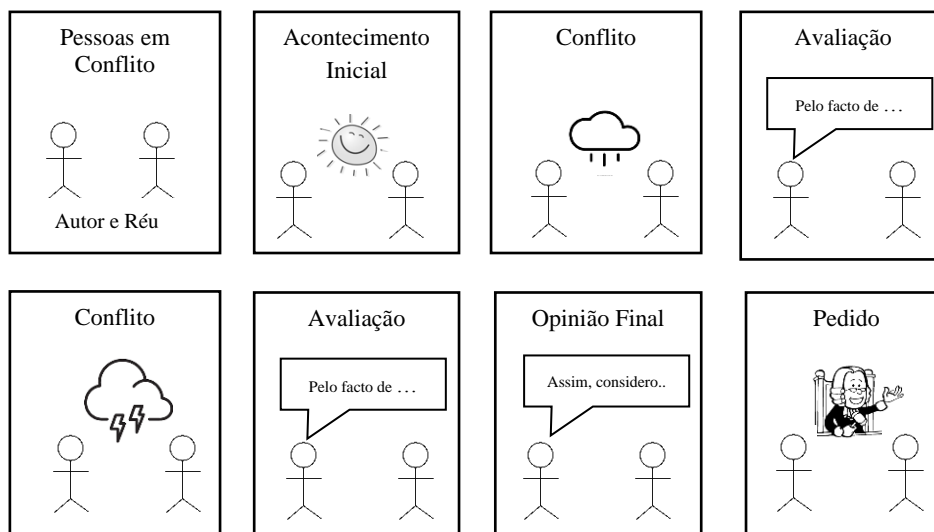 Pessoas em
Conflito
Autor e Réu
Acontecimento
Inicial
Conflito
Avaliação
Pelo facto de …
Conflito
Avaliação
Pelo facto de …
Opinião Final
Assim, considero..
Pedido